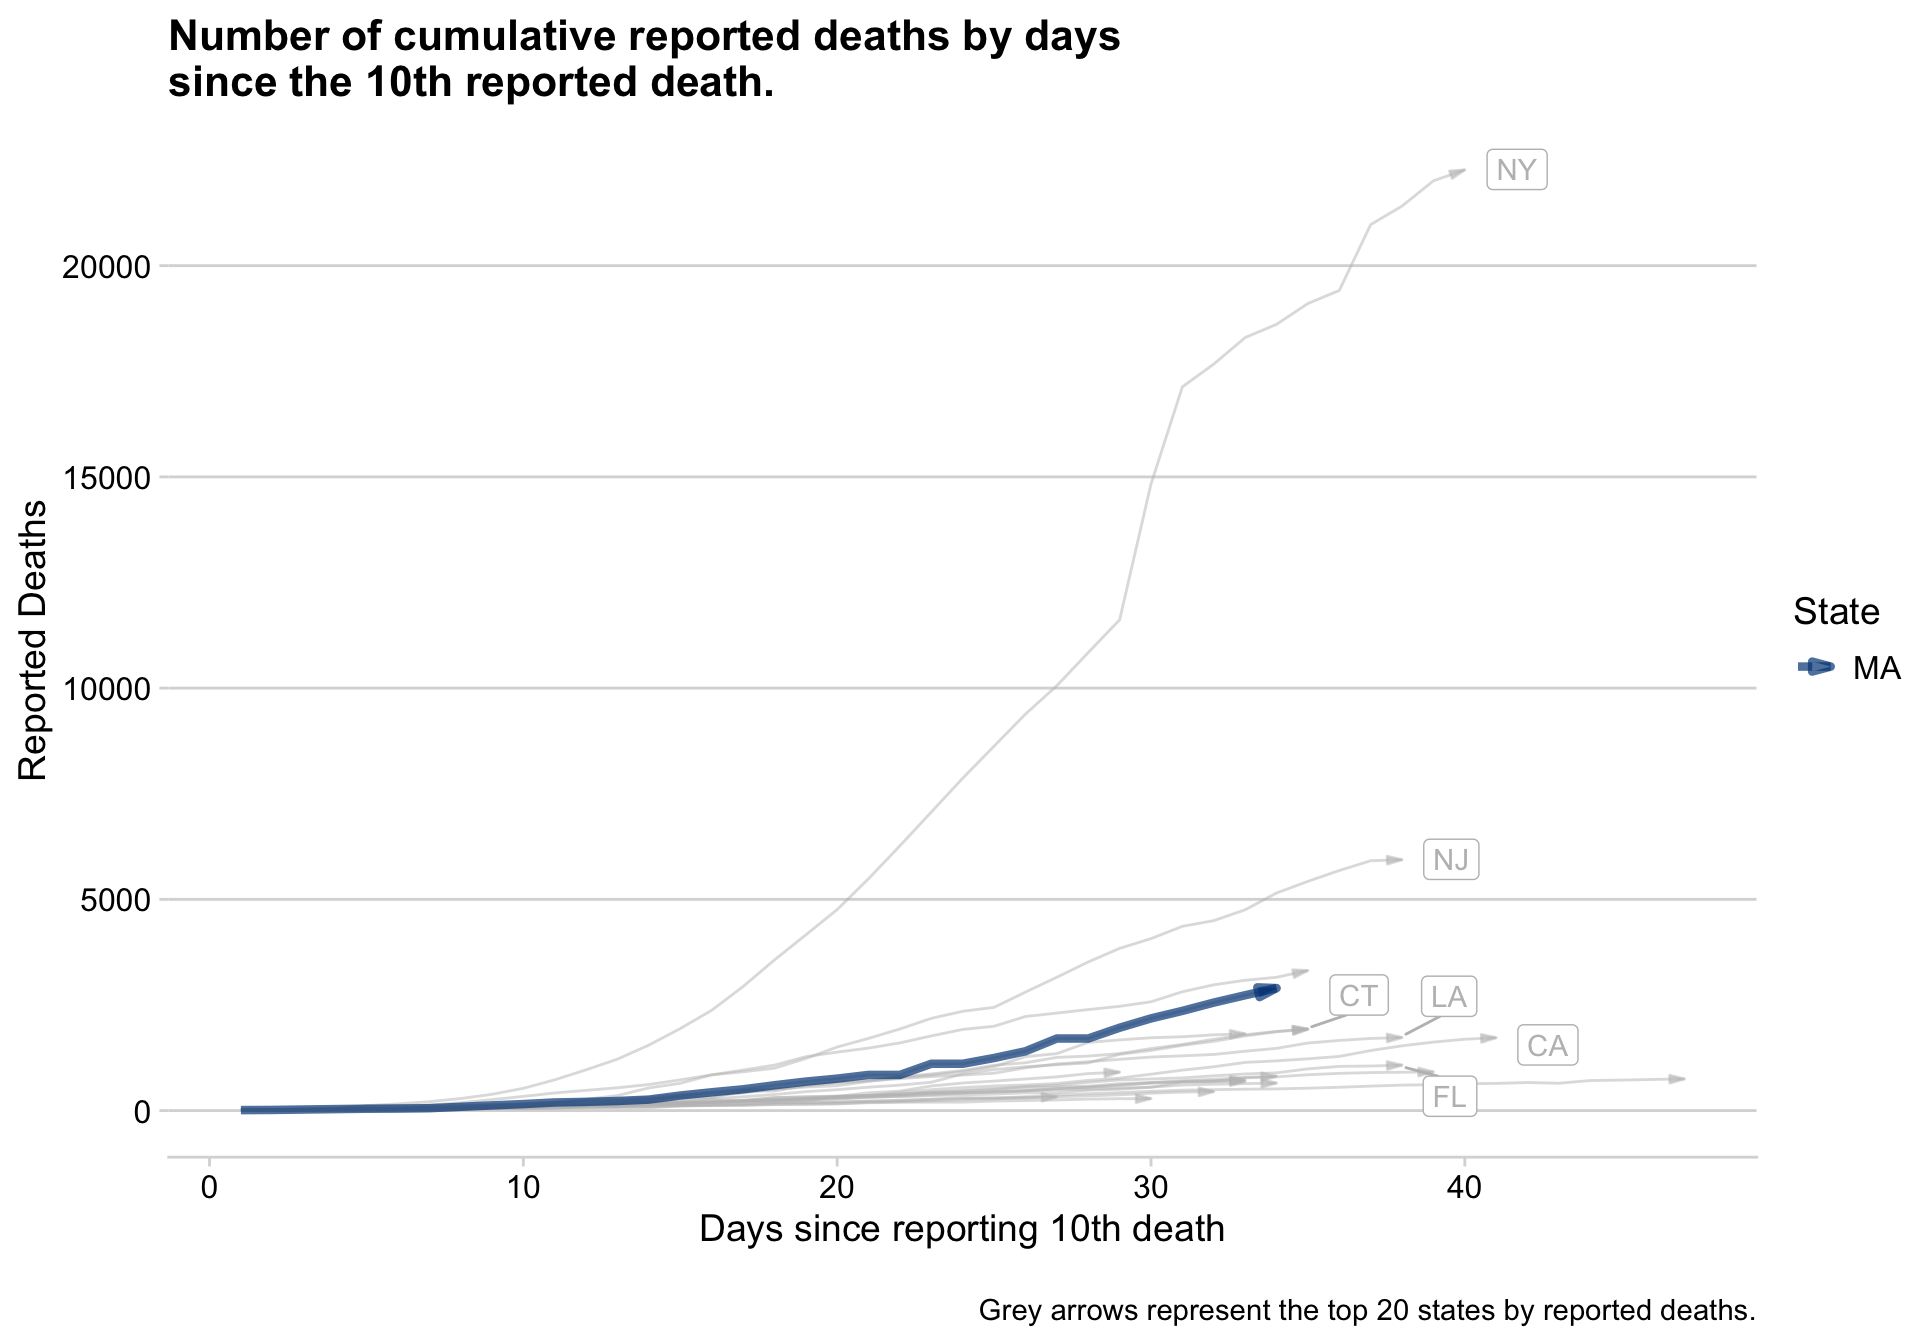 Number of cumulative reported deaths by days
since the 10th reported death.
NY
20000
15000
Reported Deaths
State
MA
10000
NJ
5000
CT
LA
CA
FL
0
0
10
20
30
40
Days since reporting 10th death
Grey arrows represent the top 20 states by reported deaths.